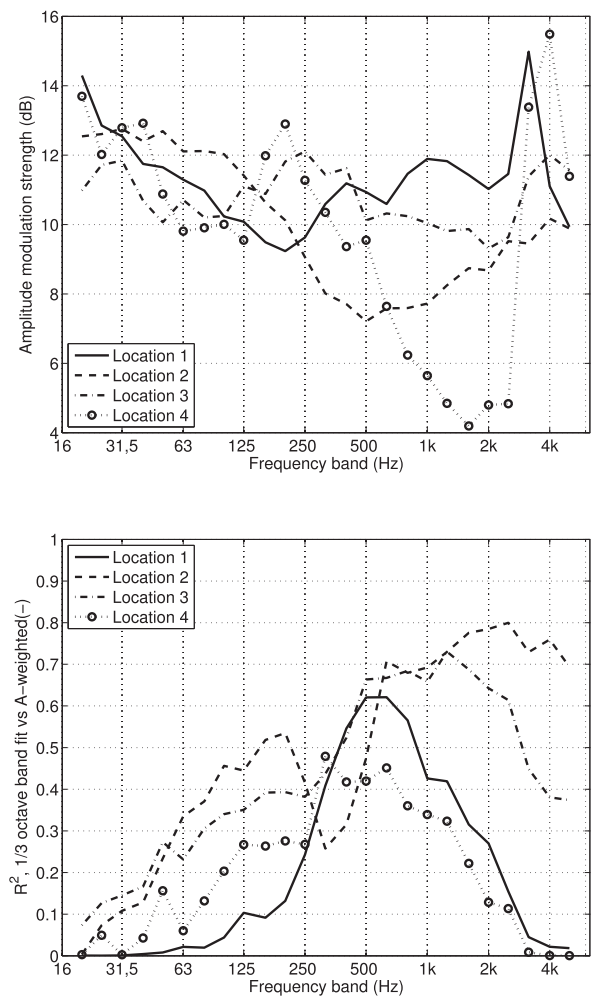 16
14
12
10
8
6
4
Amplitude modulation strength (dB)
Location 1
Location 2
Location 3
Location 4
16 31,5 63 125 250 500 1k 2k 4k
Frequency band (Hz)
1
0.9
0.8
0.7
0.6
0.5
0.4
0.3
0.2
0.1
0
R², 1/3 octave band fit vs A−weighted(−)
Location 1
Location 2
Location 3
Location 4
16 31,5 63 125 250 500 1k 2k 4k
Frequency band (Hz)